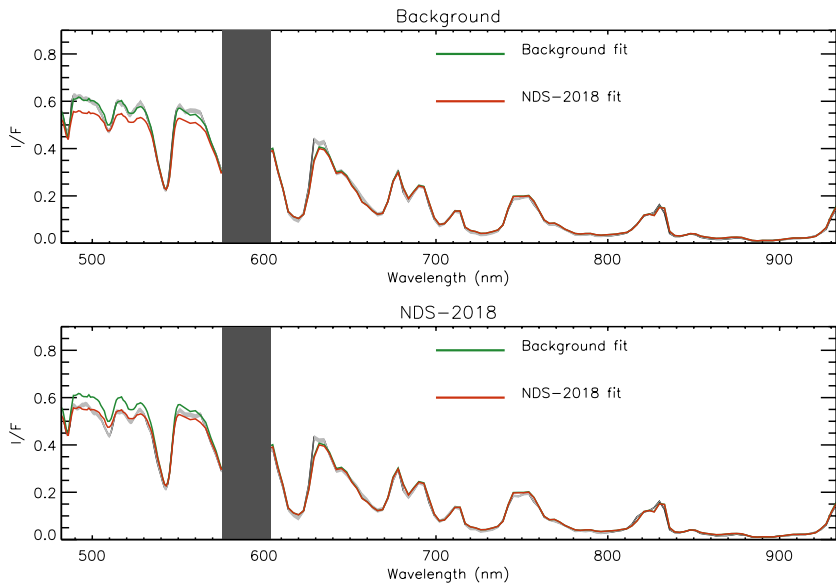 Background
Background fit
NDS-2018 fit
I/F
0.8
0.6
0.4
0.2
0.0
500 600 700 800 900
Wavelength (nm)
NDS-2018
Background fit
NDS-2018 fit
I/F
0.8
0.6
0.4
0.2
0.0
500 600 700 800 900
Wavelength (nm)